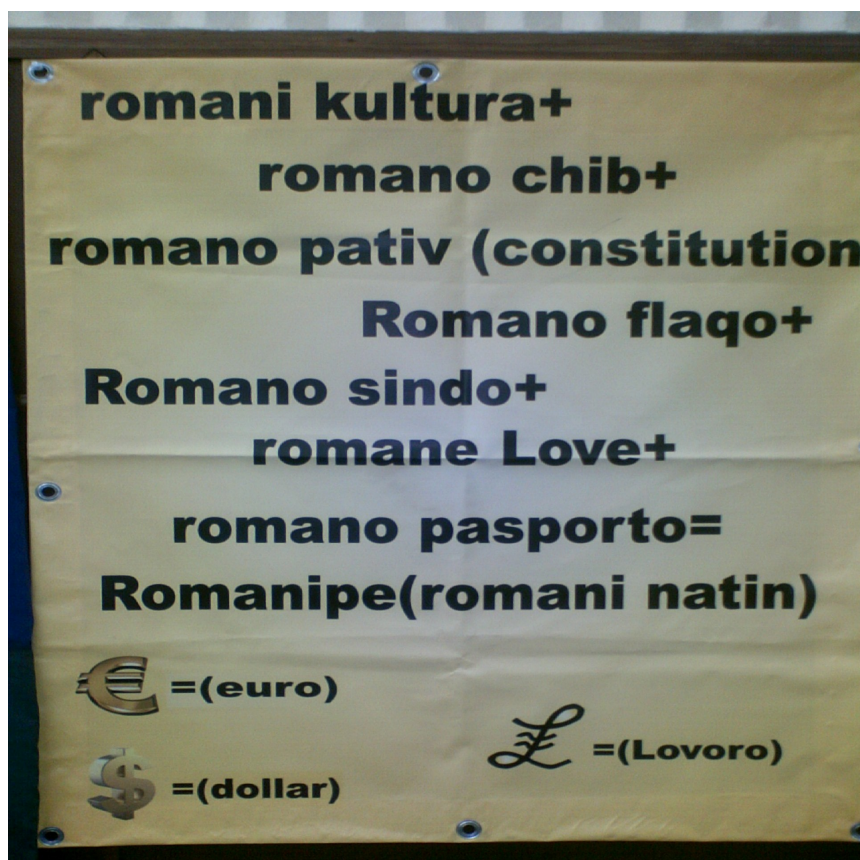 romani kultura+
romano chib+
romano pativ (constitution
Romano flaqo+
Romano sindo+
romane Love+
romano pasporto=
Romanipe(romani natin)
€ =(euro)
=(Lovoro)
$ =(dollar)